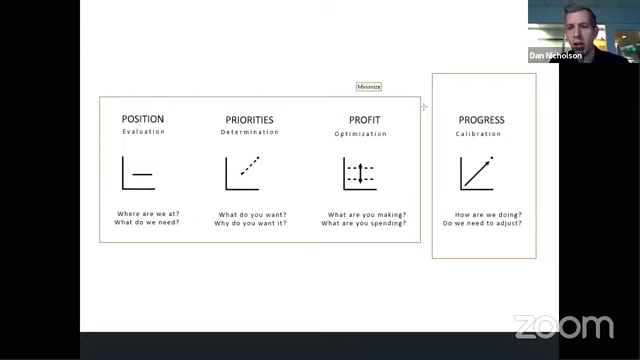 Dan Nicholson
Minimize
POSITION
Evaluation
Where are we at?
What do we need?
PRIORITIES
Determination
What do you want?
Why do you want it?
PROFIT
Optimization
What are you making?
What are you spending?
PROGRESS
Calibration
How are we doing?
Do we need to adjust?
zoom